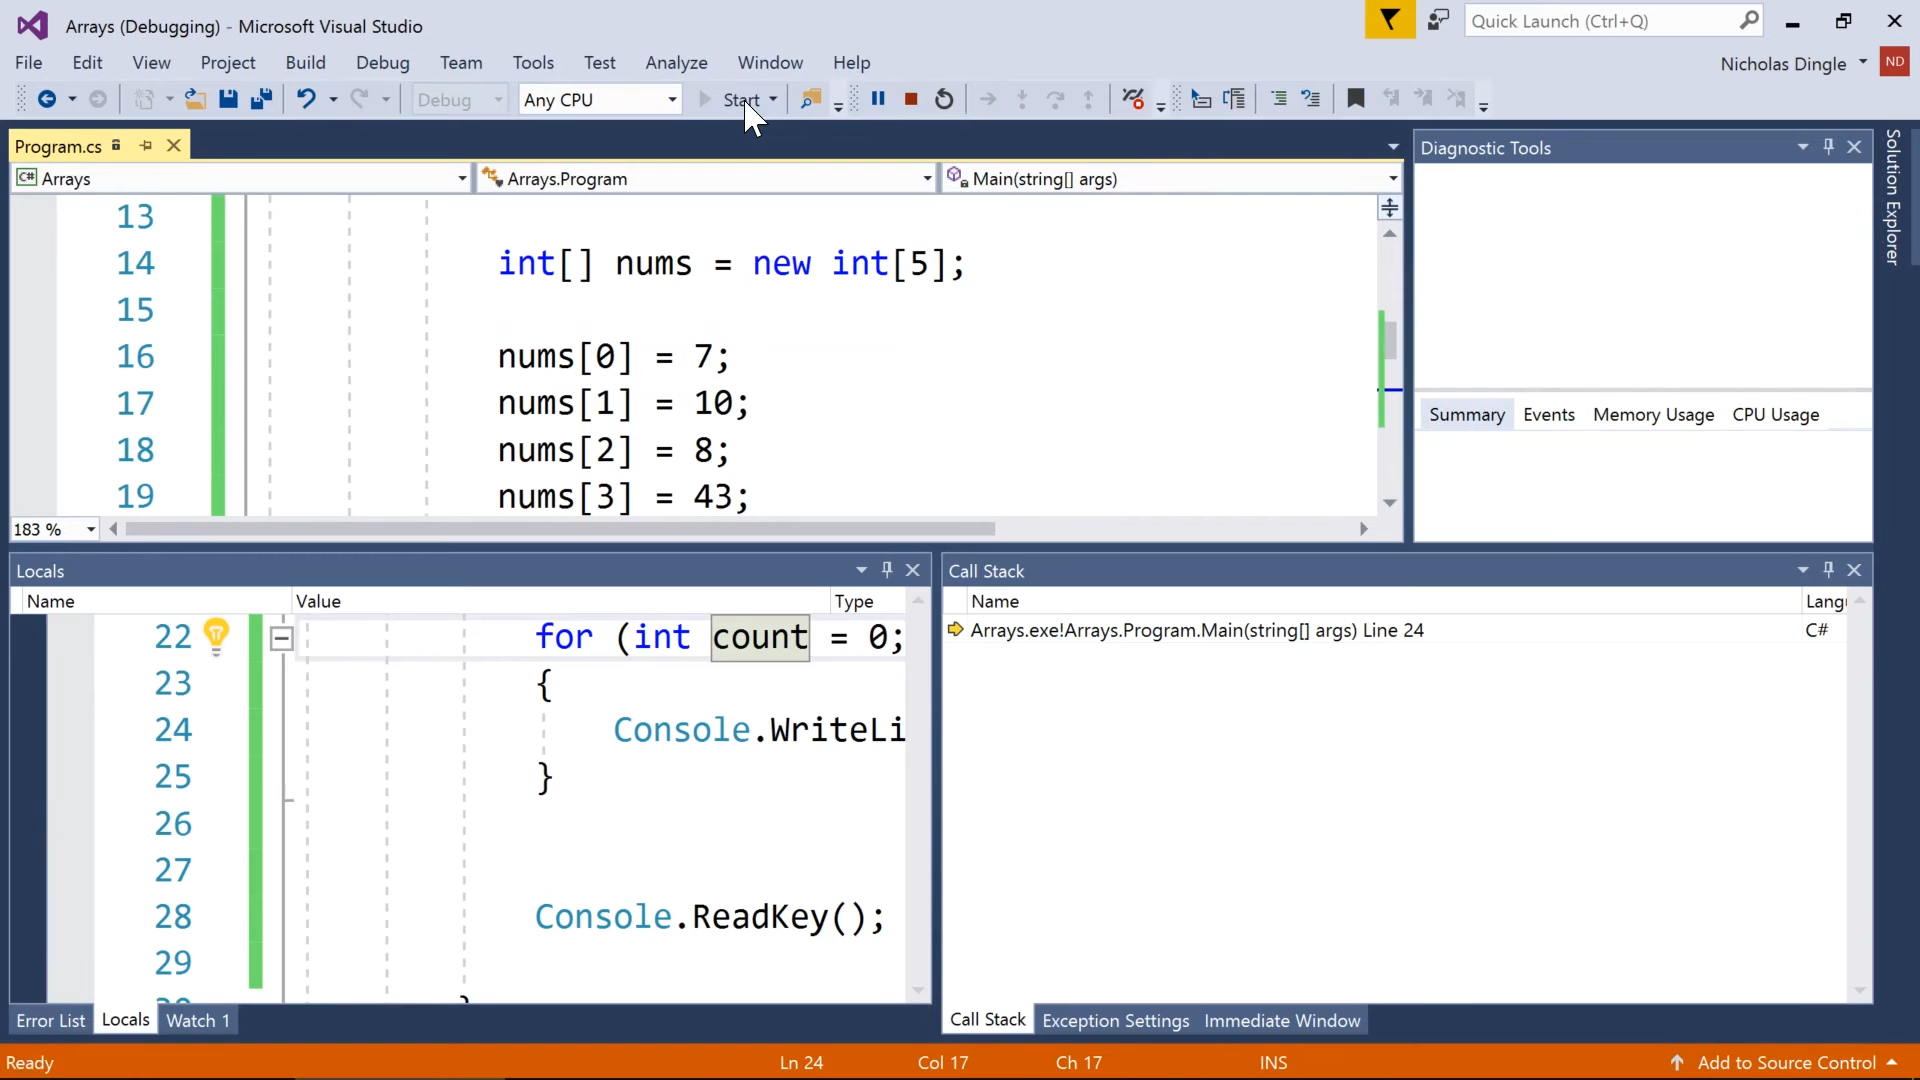 Arrays (Debugging) - Microsoft Visual Studio
Quick Launch (Ctrl+Q)
File Edit View Project Build Debug Team Tools Test Analyze Window Help
Nicholas Dingle ND
Debug Any CPU Start
Program.cs
C# Arrays Arrays.Program Main(string[] args)
13
14 int[] nums = new int[5];
15
16 nums[0] = 7;
17 nums[1] = 10;
18 nums[2] = 8;
19 nums[3] = 43;
183 %
Diagnostic Tools
Summary Events Memory Usage CPU Usage
Solution Explorer
Locals
Name Value Type
22 for (int count = 0;
23 {
24 Console.WriteLi
25 }
26
27
28 Console.ReadKey();
29
Error List Locals Watch 1
Call Stack
Name Lang
Arrays.exe!Arrays.Program.Main(string[] args) Line 24 C#
Call Stack Exception Settings Immediate Window
Ready Ln 24 Col 17 Ch 17 INS Add to Source Control